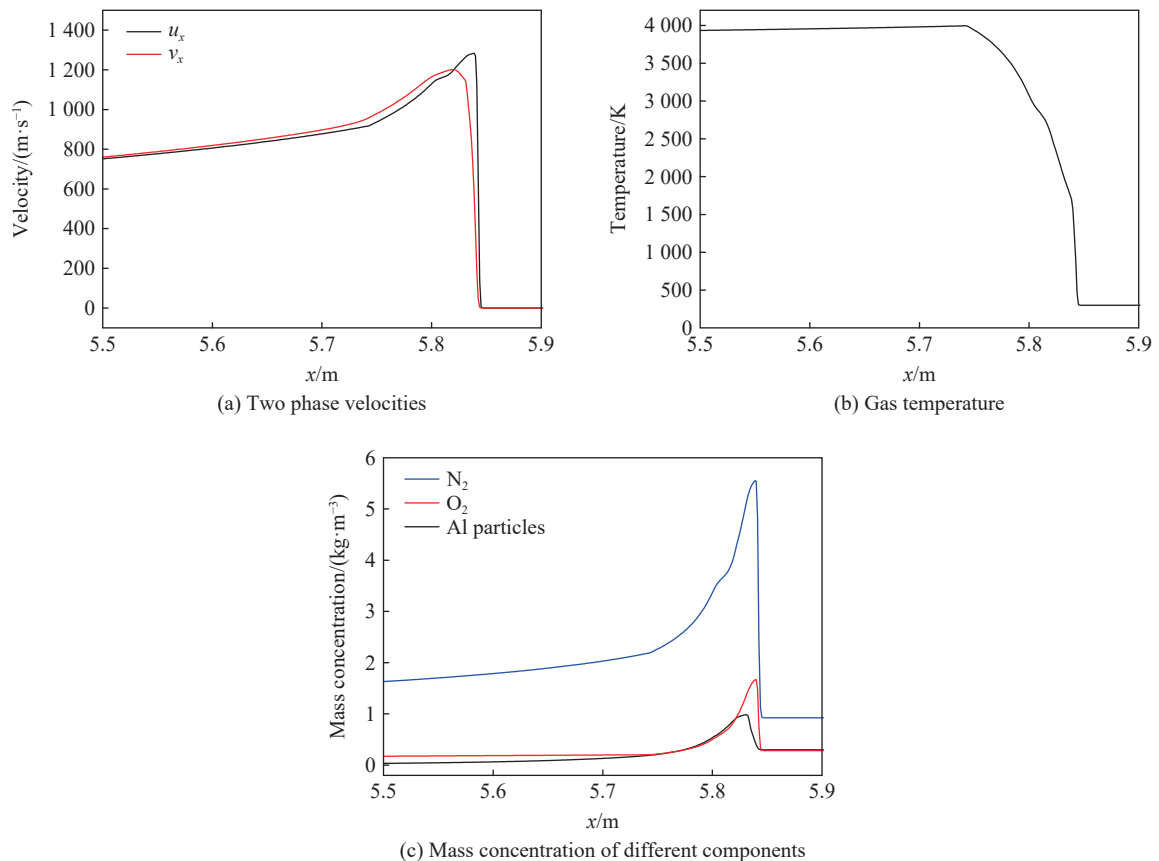 1 400
1 200
1 000
800
600
400
200
0
Velocity/(m·s⁻¹)
uₓ
vₓ
5.5 5.6 5.7 5.8 5.9
x/m
(a) Two phase velocities
4 000
3 500
3 000
2 500
2 000
1 500
1 000
500
0
Temperature/K
5.5 5.6 5.7 5.8 5.9
x/m
(b) Gas temperature
6
5
4
3
2
1
0
Mass concentration/(kg·m⁻³)
N₂
O₂
Al particles
5.5 5.6 5.7 5.8 5.9
x/m
(c) Mass concentration of different components